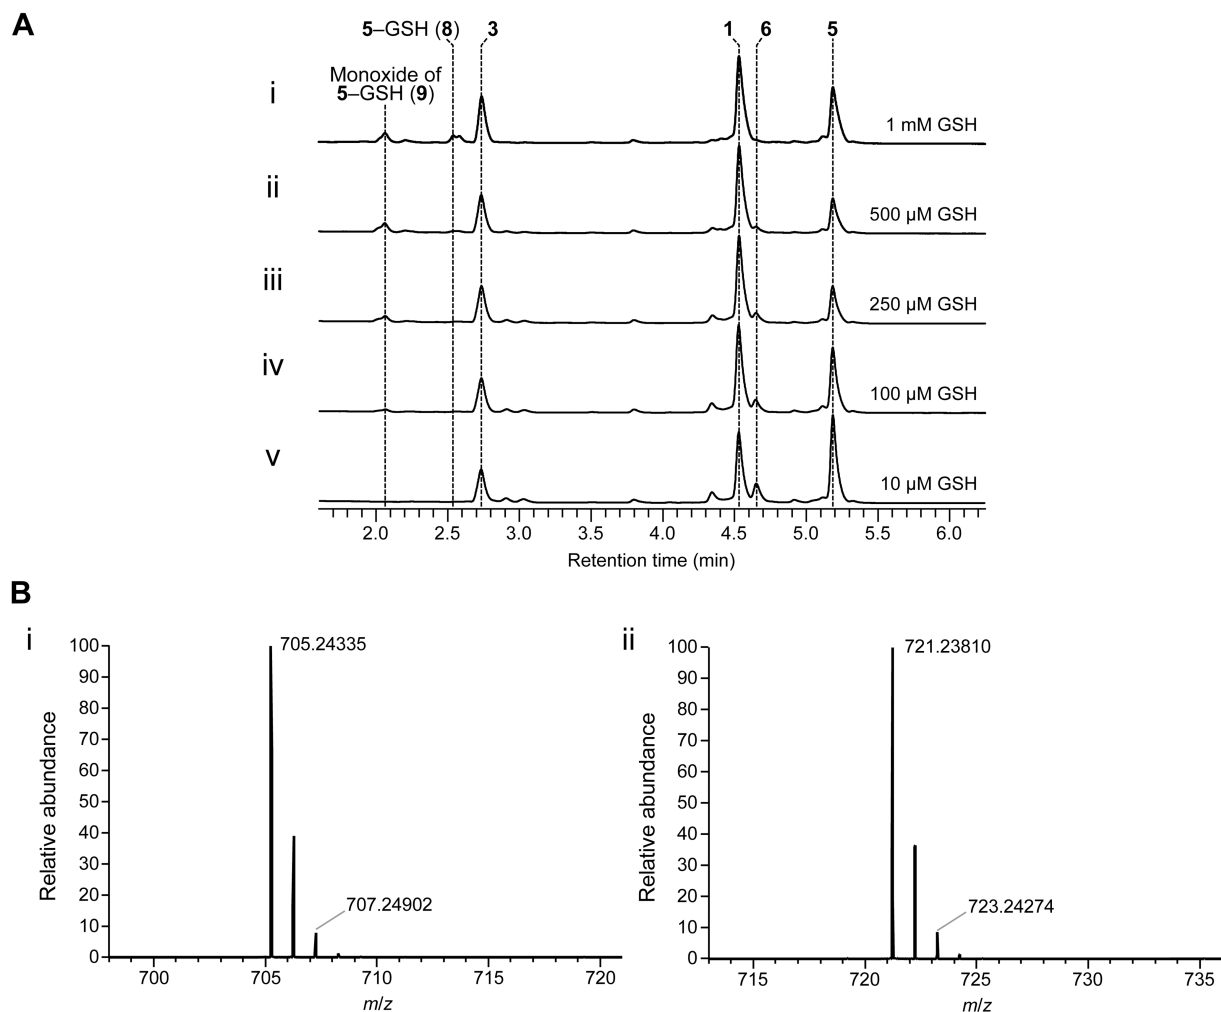 A
5–GSH (8)
3
1
6
5
Monoxide of
5–GSH (9)
i
1 mM GSH
ii
500 µM GSH
iii
250 µM GSH
iv
100 µM GSH
v
10 µM GSH
2.0 2.5 3.0 3.5 4.0 4.5 5.0 5.5 6.0
Retention time (min)
B
i
705.24335
707.24902
100
90
80
70
60
50
40
30
20
10
0
Relative abundance
700 705 710 715 720
m/z
ii
721.23810
723.24274
100
90
80
70
60
50
40
30
20
10
0
Relative abundance
715 720 725 730 735
m/z